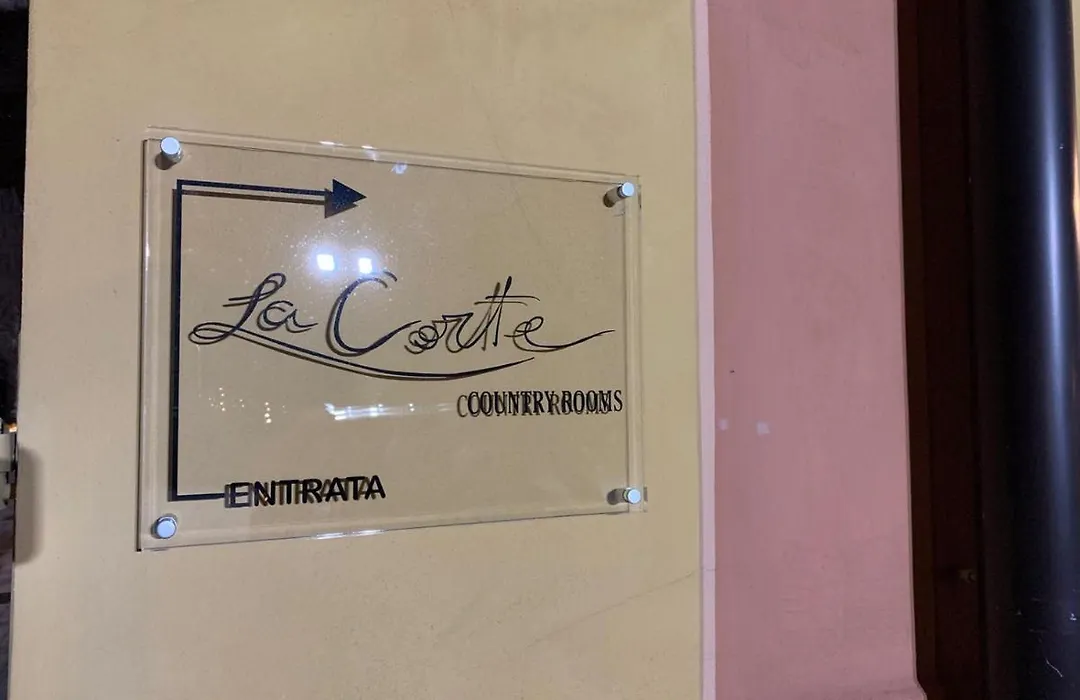 La Corte
COUNTRY ROOMS
ENTRATA